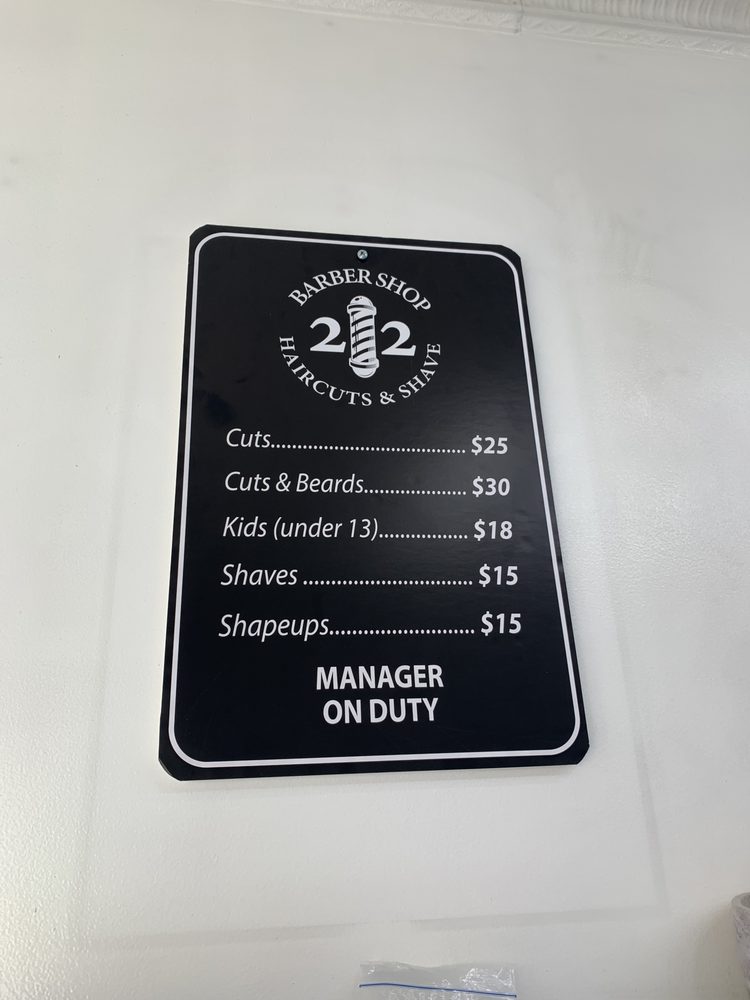 BARBER SHOP
212
HAIRCUTS & SHAVE
Cuts..................................... $25
Cuts & Beards.................... $30
Kids (under 13)................. $18
Shaves ................................ $15
Shapeups.......................... $15
MANAGER
ON DUTY